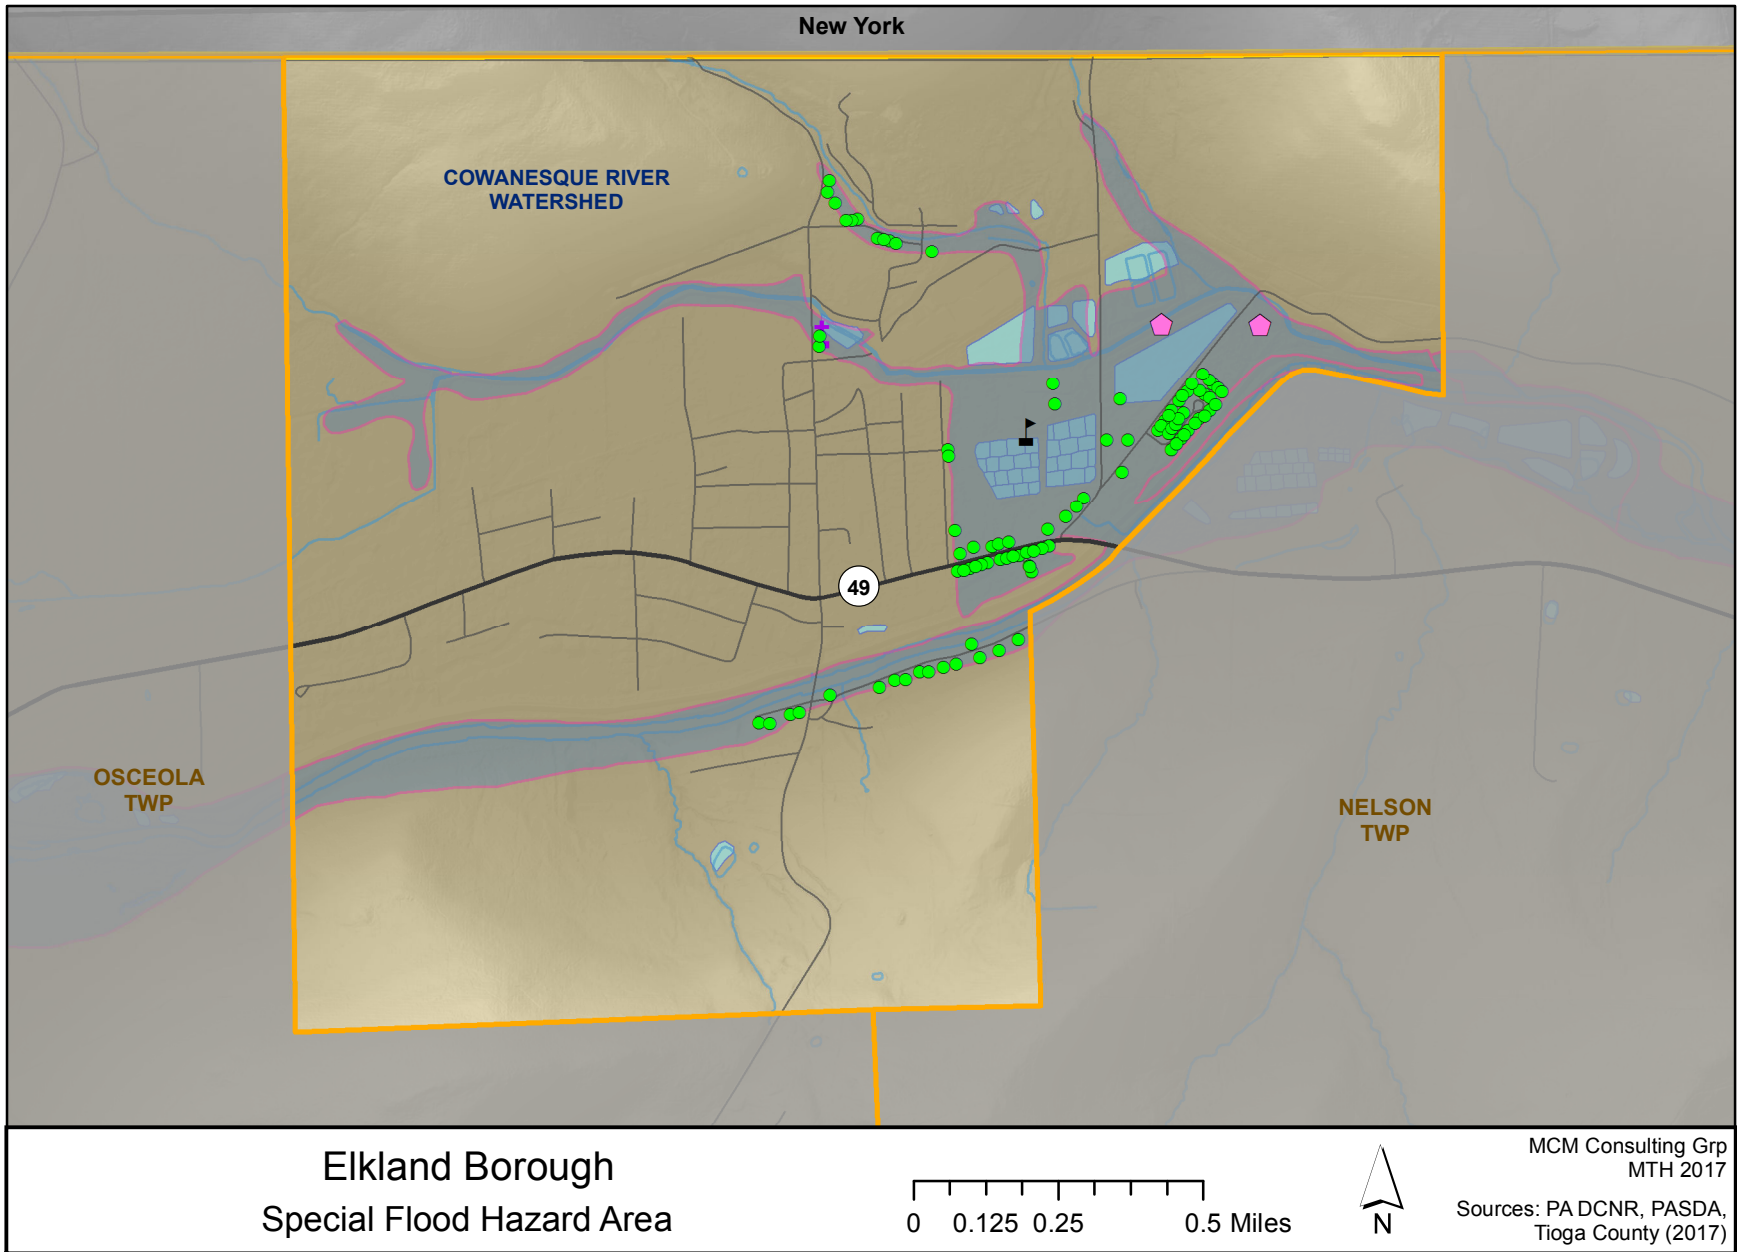 New York
COWANESQUE RIVER
WATERSHED
49
OSCEOLA
TWP
NELSON
TWP
Elkland Borough
Special Flood Hazard Area
0 0.125 0.25 0.5 Miles
N
MCM Consulting Grp
MTH 2017
Sources: PA DCNR, PASDA,
Tioga County (2017)